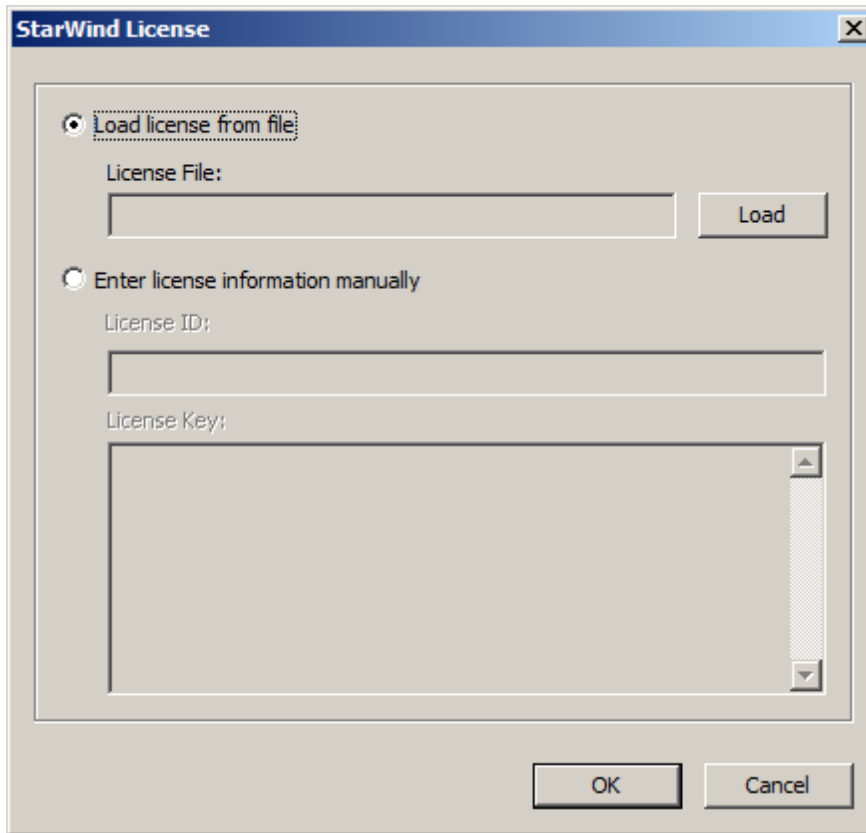 StarWind License
Load license from file
License File:
Load
Enter license information manually
License ID:
License Key:
OK
Cancel